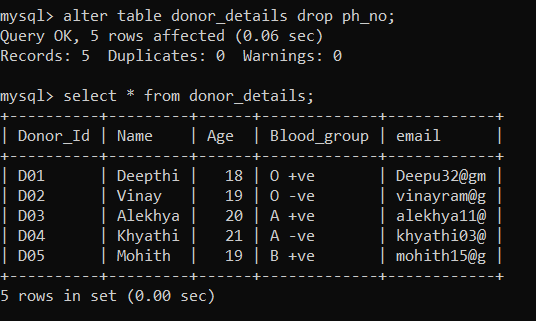 mysql> alter table donor_details drop ph_no;
Query OK, 5 rows affected (0.06 sec)
Records: 5  Duplicates: 0  Warnings: 0

mysql> select * from donor_details;
+----------+---------+------+-------------+------------+
| Donor_Id | Name    | Age  | Blood_group | email      |
+----------+---------+------+-------------+------------+
| D01      | Deepthi |   18 | O +ve       | Deepu32@gm |
| D02      | Vinay   |   19 | O -ve       | vinayram@g |
| D03      | Alekhya |   20 | A +ve       | alekhya11@ |
| D04      | Khyathi |   21 | A -ve       | khyathi03@ |
| D05      | Mohith  |   19 | B +ve       | mohith15@g |
+----------+---------+------+-------------+------------+
5 rows in set (0.00 sec)